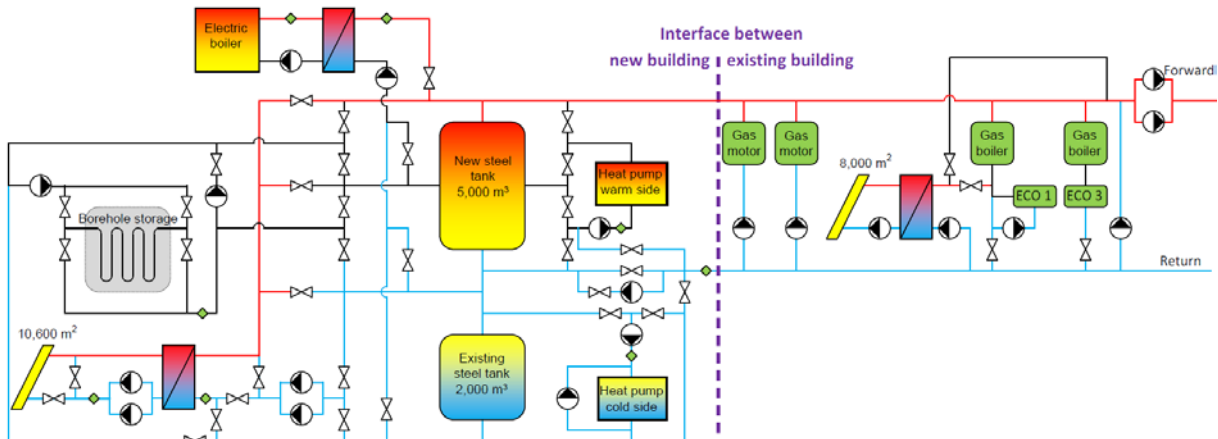 Electric
boiler
Interface between
new building
existing building
Forward
Gas
motor
Gas
motor
Gas
boiler
Gas
boiler
New steel
tank
5,000 m³
Heat pump
warm side
8,000 m²
ECO 1
ECO 3
Borehole storage
Return
10,600 m²
Existing
steel tank
2,000 m³
Heat pump
cold side